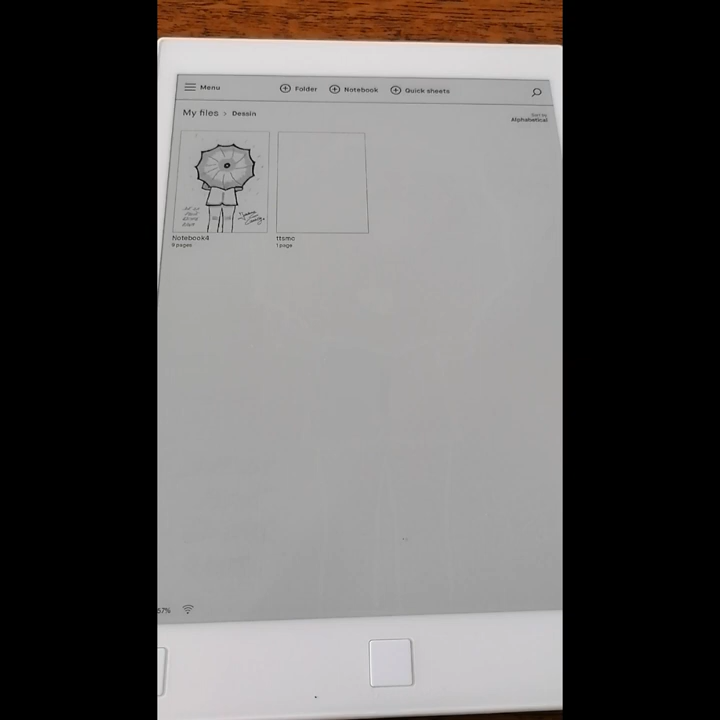 Menu
Folder
Notebook
Quick sheets
My files > Dessin
Sort by
Alphabetical
Notebook4
9 pages
ttsmc
1 page
57%